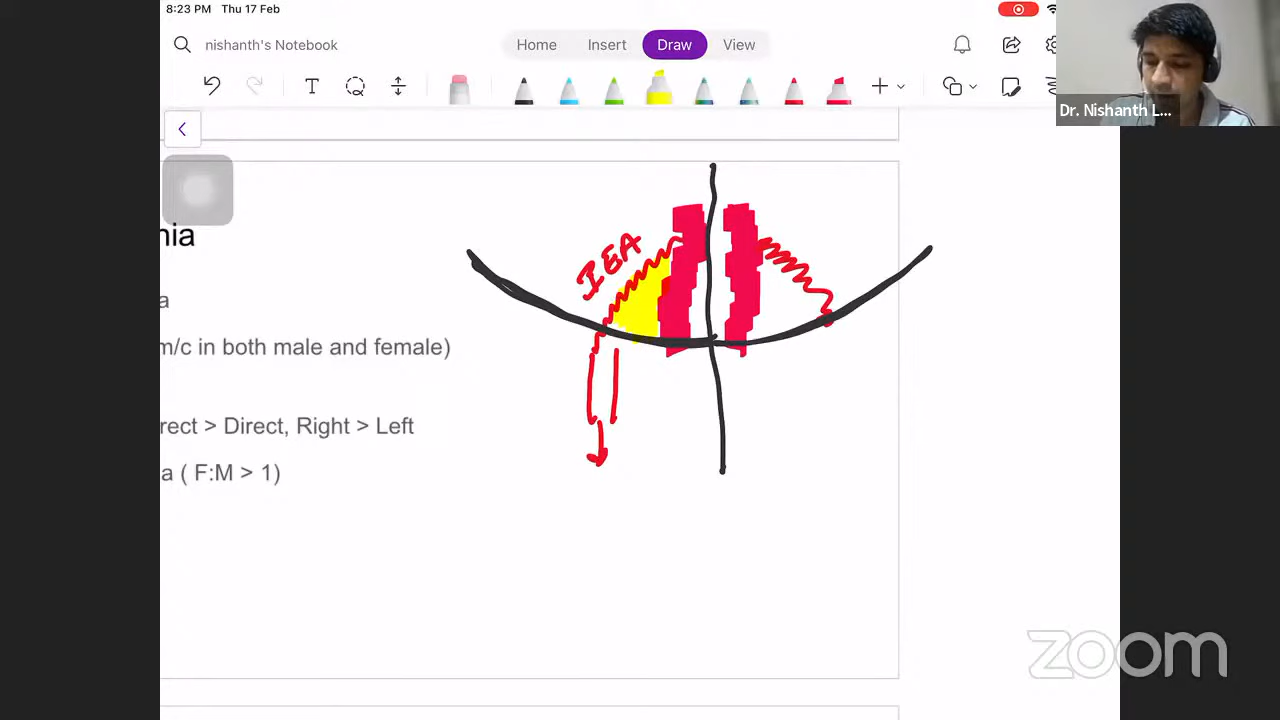 8:23 PM Thu 17 Feb
nishanth's Notebook
Home Insert Draw View
Dr. Nishanth L...
nia
a
m/c in both male and female)
rect > Direct, Right > Left
a ( F:M > 1)
IEA
zoom